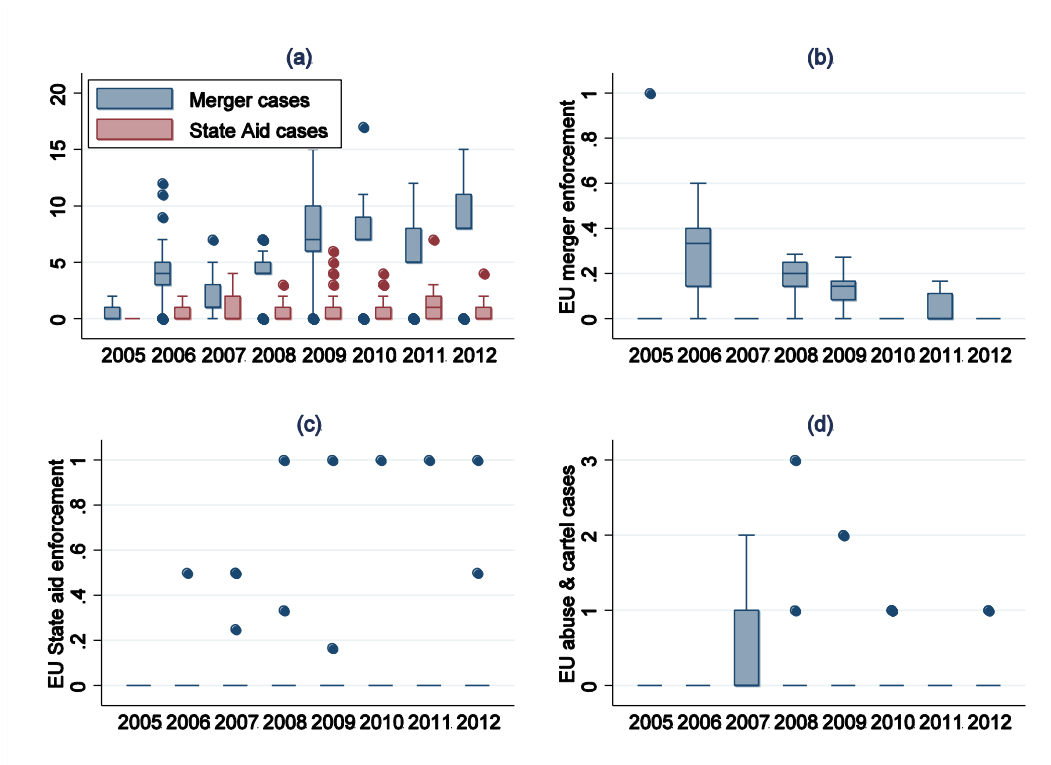 (a)
20
15
10
5
0
Merger cases
State Aid cases
2005 2006 2007 2008 2009 2010 2011 2012
(b)
EU merger enforcement
1
.8
.6
.4
.2
0
2005 2006 2007 2008 2009 2010 2011 2012
(c)
EU State aid enforcement
1
.8
.6
.4
.2
0
2005 2006 2007 2008 2009 2010 2011 2012
(d)
EU abuse & cartel cases
3
2
1
0
2005 2006 2007 2008 2009 2010 2011 2012